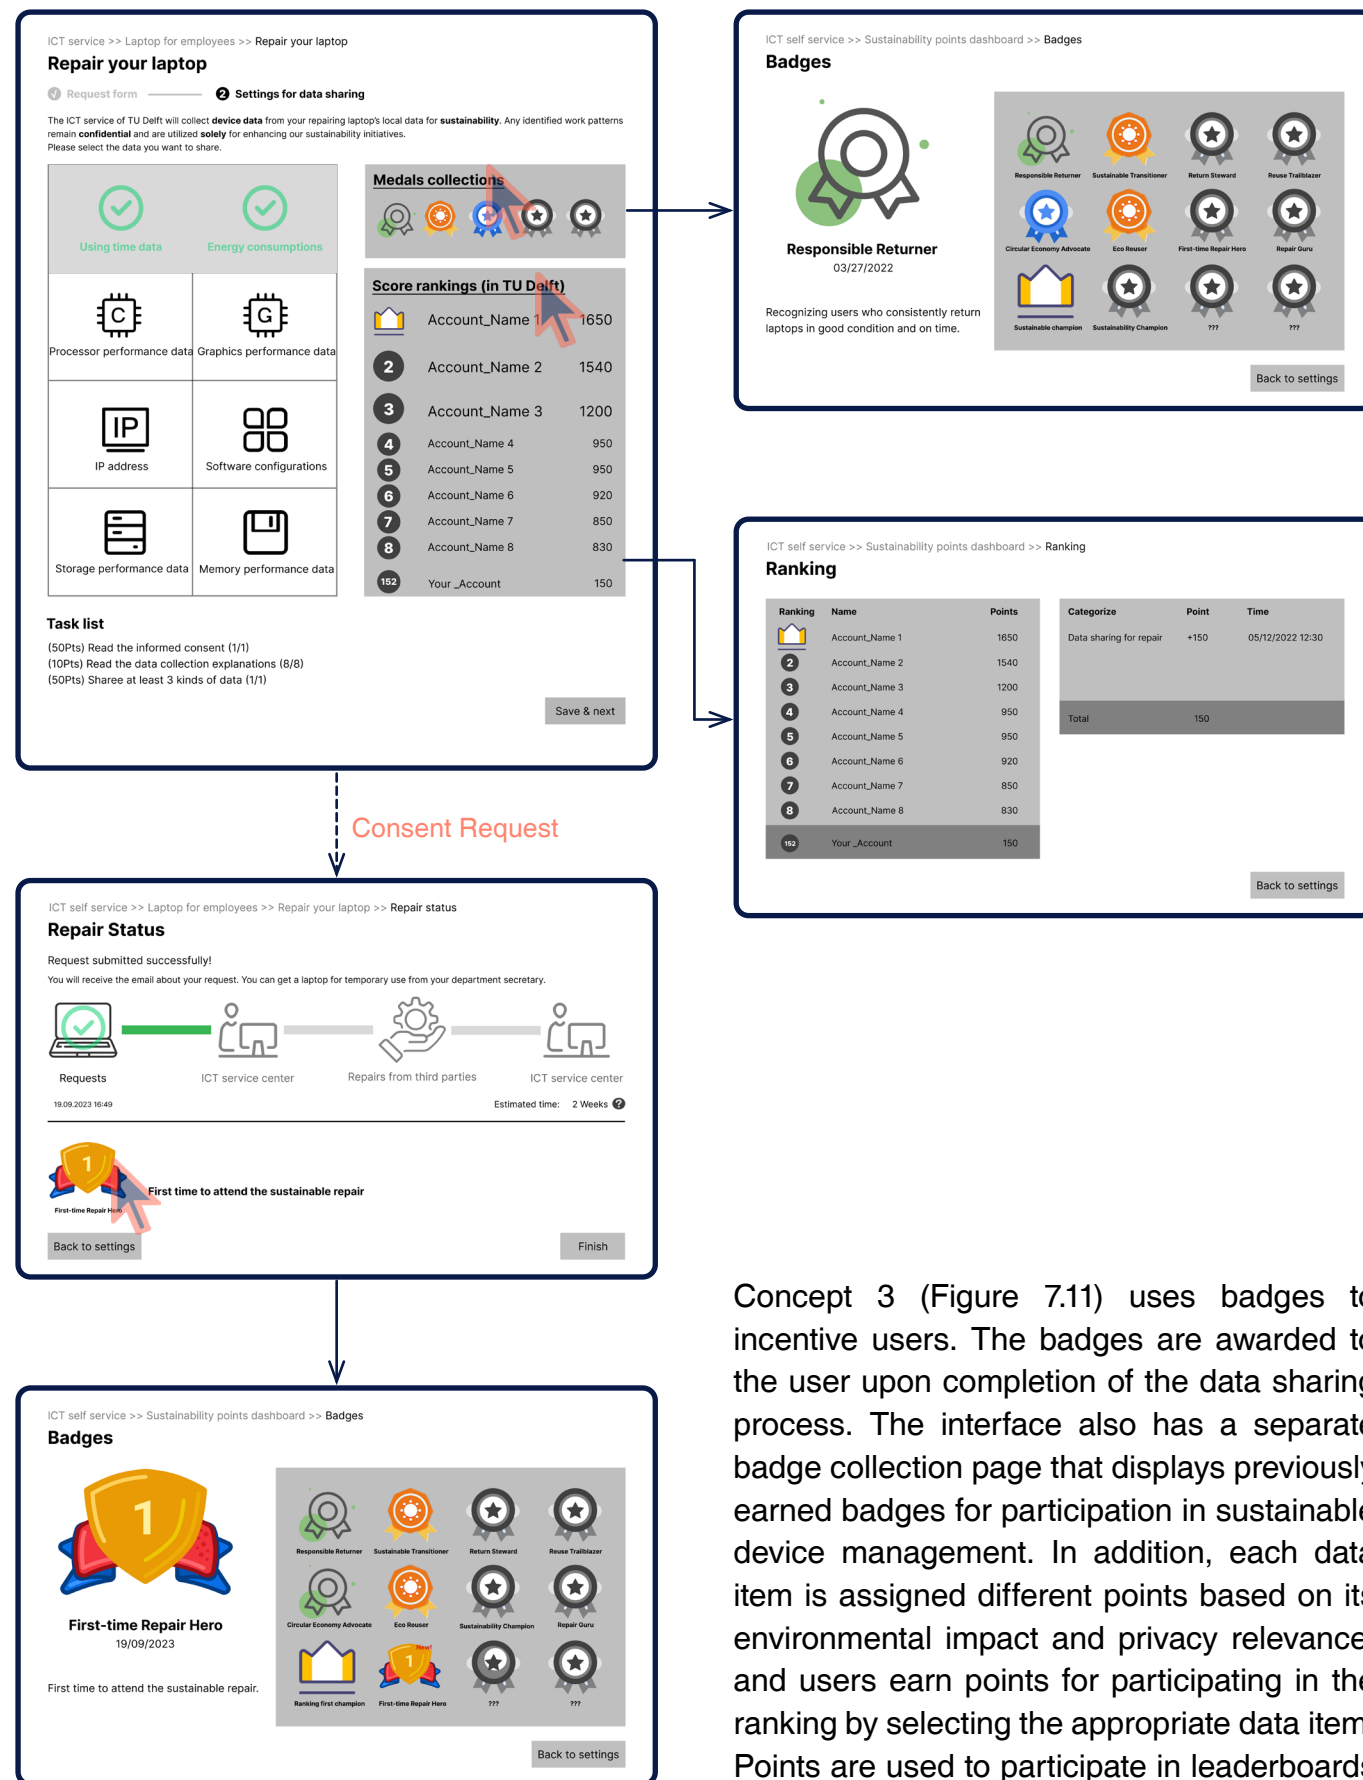 ICT service >> Laptop for employees >> Repair your laptop
Repair your laptop
Request form
2 Settings for data sharing
The ICT service of TU Delft will collect device data from your repairing laptop's local data for sustainability. Any identified work patterns
remain confidential and are utilized solely for enhancing our sustainability initiatives.
Please select the data you want to share.
Using time data
Energy consumptions
C
G
Processor performance data
Graphics performance data
IP
IP address
Software configurations
Storage performance data
Memory performance data
Medals collections
Score rankings (in TU Delft)
Account_Name 1 1650
2 Account_Name 2 1540
3 Account_Name 3 1200
4 Account_Name 4 950
5 Account_Name 5 950
6 Account_Name 6 920
7 Account_Name 7 850
8 Account_Name 8 830
152 Your _Account 150
Task list
(50Pts) Read the informed consent (1/1)
(10Pts) Read the data collection explanations (8/8)
(50Pts) Sharee at least 3 kinds of data (1/1)
Save & next
ICT self service >> Sustainability points dashboard >> Badges
Badges
Responsible Returner
03/27/2022
Recognizing users who consistently return
laptops in good condition and on time.
Responsible Returner Sustainable Transitioner Return Steward Reuse Trailblazer
Circular Economy Advocate Eco Reuser First-time Repair Hero Repair Guru
Sustainable champion Sustainability Champion ??? ???
Back to settings
ICT self service >> Sustainability points dashboard >> Ranking
Ranking
Ranking Name Points
Account_Name 1 1650
2 Account_Name 2 1540
3 Account_Name 3 1200
4 Account_Name 4 950
5 Account_Name 5 950
6 Account_Name 6 920
7 Account_Name 7 850
8 Account_Name 8 830
152 Your _Account 150
Categorize Point Time
Data sharing for repair +150 05/12/2022 12:30
Total 150
Back to settings
Consent Request
ICT self service >> Laptop for employees >> Repair your laptop >> Repair status
Repair Status
Request submitted successfully!
You will receive the email about your request. You can get a laptop for temporary use from your department secretary.
Requests ICT service center Repairs from third parties ICT service center
19.09.2023 16:49
Estimated time: 2 Weeks ?
1
First-time Repair Hero
First time to attend the sustainable repair
Back to settings
Finish
ICT self service >> Sustainability points dashboard >> Badges
Badges
1
First-time Repair Hero
19/09/2023
First time to attend the sustainable repair.
Responsible Returner Sustainable Transitioner Return Steward Reuse Trailblazer
Circular Economy Advocate Eco Reuser Sustainability Champion Repair Guru
New!
1
Ranking first champion First-time Repair Hero ??? ???
Back to settings
Concept 3 (Figure 7.11) uses badges to
incentive users. The badges are awarded to
the user upon completion of the data sharing
process. The interface also has a separate
badge collection page that displays previously
earned badges for participation in sustainable
device management. In addition, each data
item is assigned different points based on its
environmental impact and privacy relevance,
and users earn points for participating in the
ranking by selecting the appropriate data item.
Points are used to participate in leaderboards